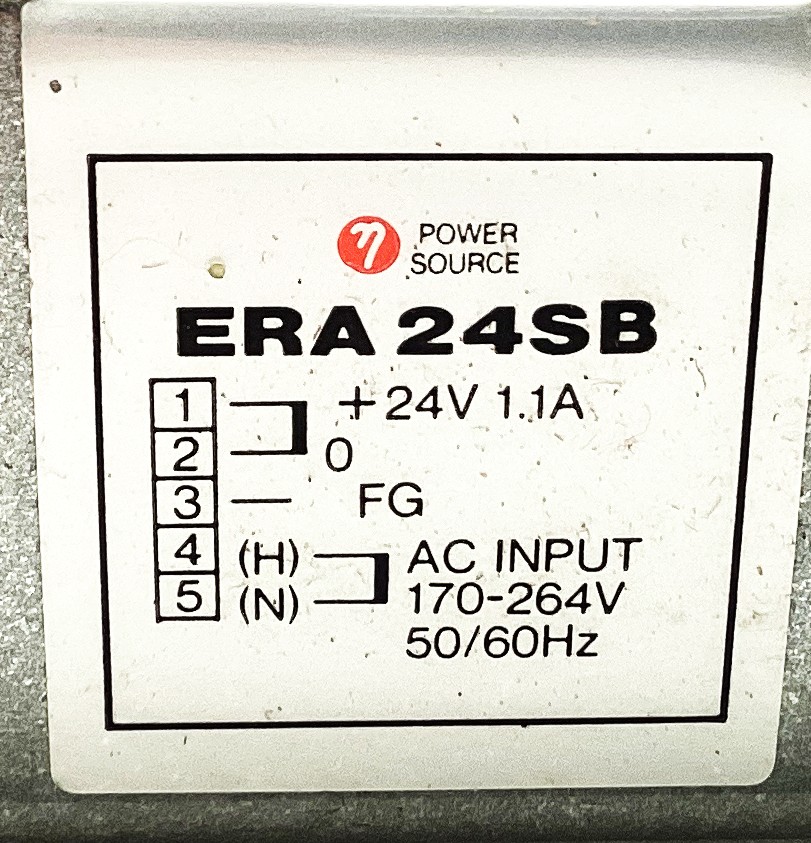 η POWER
SOURCE
ERA 24SB
1 +24V 1.1A
2 0
3 FG
4 (H) AC INPUT
5 (N) 170-264V
50/60Hz